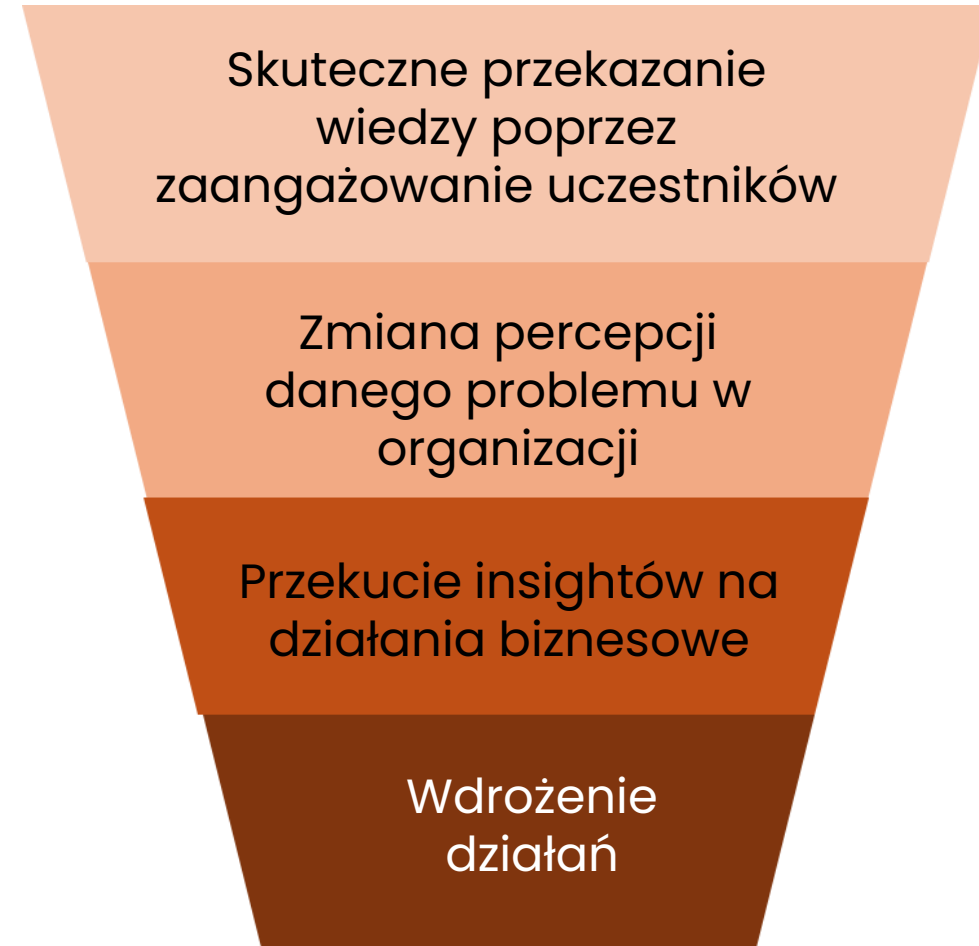 Skuteczne przekazanie
wiedzy poprzez
zaangażowanie uczestników
Zmiana percepcji
danego problemu w
organizacji
Przekucie insightów na
działania biznesowe
Wdrożenie
działań